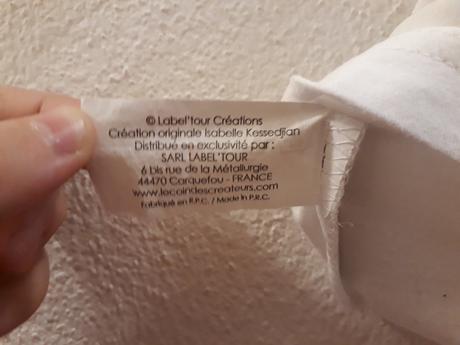 © Label'tour Créations
Création originale Isabelle Kessedjian
Distribué en exclusivité par :
SARL LABEL'TOUR
6 bis rue de la Métallurgie
44470 Carquefou - FRANCE
www.lecoindescreateurs.com
Fabriqué en R.P.C. / Made in P.R.C.